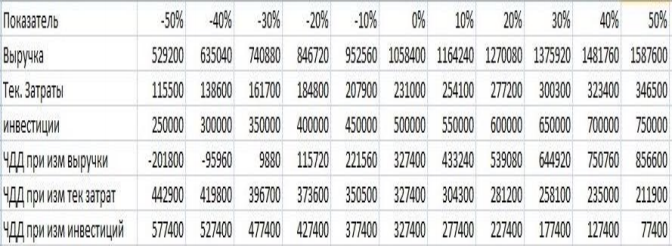 Показатель -50% -40% -30% -20% -10% 0% 10% 20% 30% 40% 50%
Выручка 529200 635040 740880 846720 952560 1058400 1164240 1270080 1375920 1481760 1587600
Тек. Затраты 115500 138600 161700 184800 207900 231000 254100 277200 300300 323400 346500
инвестиции 250000 300000 350000 400000 450000 500000 550000 600000 650000 700000 750000
ЧДД при изм выручки -201800 -95960 9880 115720 221560 327400 433240 539080 644920 750760 856600
ЧДД при изм тек затрат 442900 419800 396700 373600 350500 327400 304300 281200 258100 235000 211900
ЧДД при изм инвестиций 577400 527400 477400 427400 377400 327400 277400 227400 177400 127400 77400